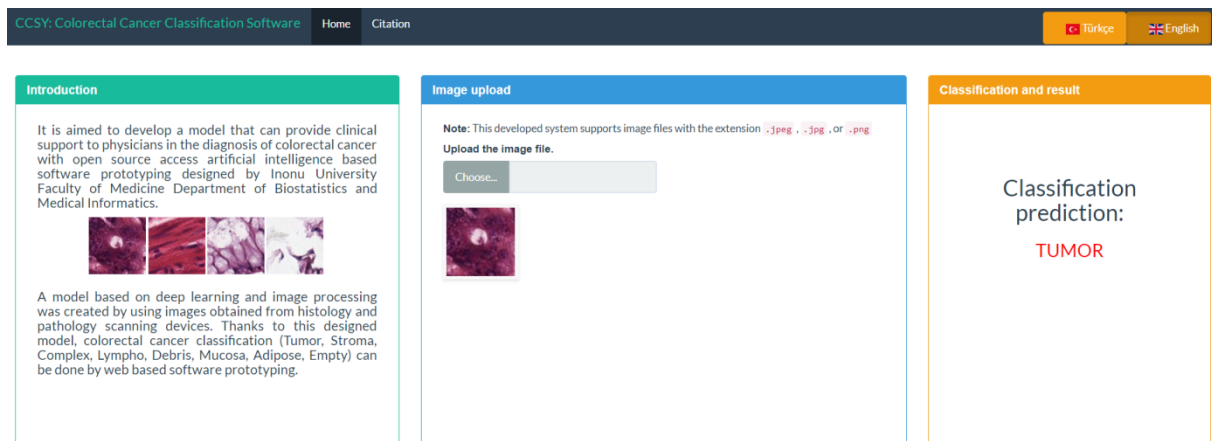 CCSY: Colorectal Cancer Classification Software Home Citation Türkçe English
Introduction
It is aimed to develop a model that can provide clinical
support to physicians in the diagnosis of colorectal cancer
with open source access artificial intelligence based
software prototyping designed by Inonu University
Faculty of Medicine Department of Biostatistics and
Medical Informatics.
A model based on deep learning and image processing
was created by using images obtained from histology and
pathology scanning devices. Thanks to this designed
model, colorectal cancer classification (Tumor, Stroma,
Complex, Lympho, Debris, Mucosa, Adipose, Empty) can
be done by web based software prototyping.
Image upload
Note: This developed system supports image files with the extension .jpeg , .jpg , or .png
Upload the image file.
Choose...
Classification and result
Classification
prediction:
TUMOR